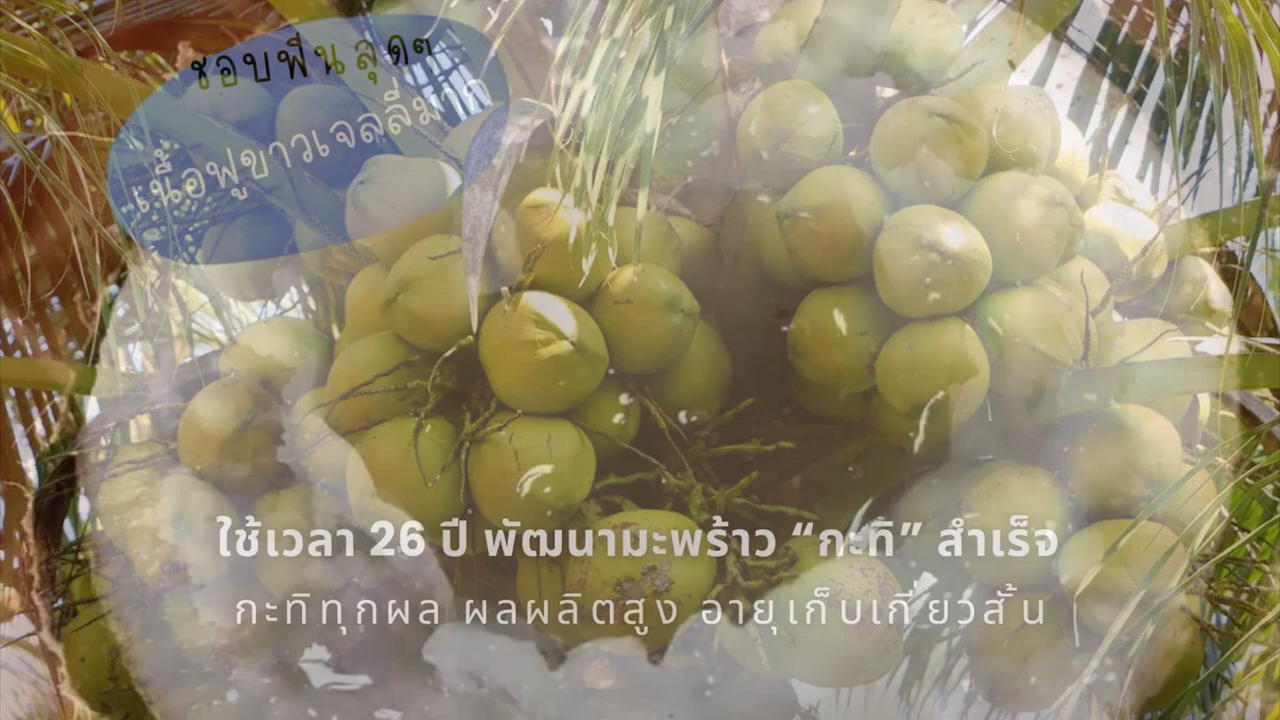 ชอบฟินสุดๆ
เนื้อฟูขาวเจลลี่มาก
ใช้เวลา 26 ปี พัฒนามะพร้าว “กะทิ” สำเร็จ
กะทิทุกผล ผลผลิตสูง อายุเก็บเกี่ยวสั้น